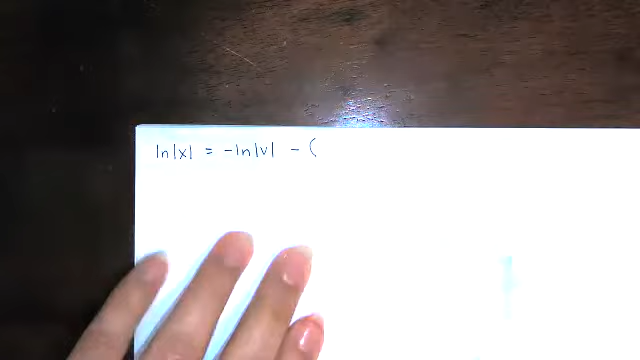 ln|x| = -ln|v| - (